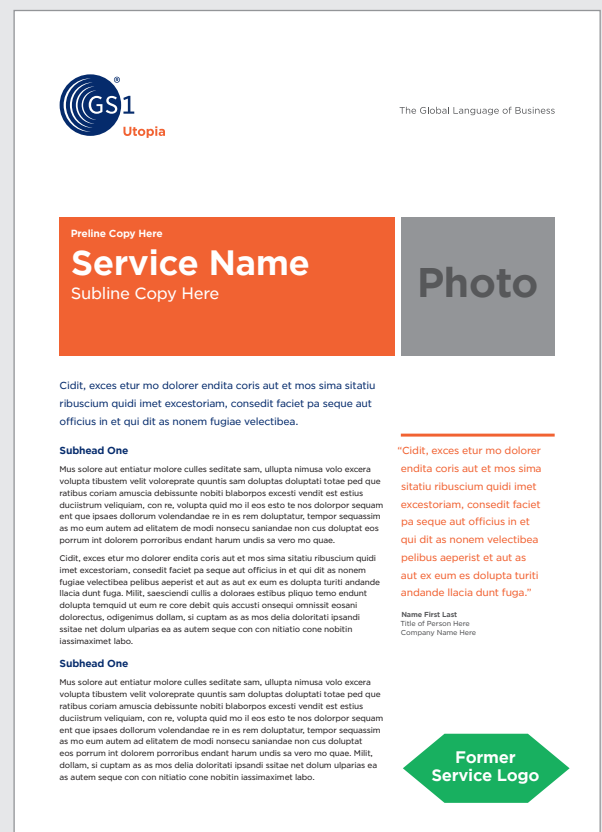 GS1®
Utopia
The Global Language of Business
Preline Copy Here
Service Name
Subline Copy Here
Photo
Cidit, exces etur mo dolorer endita coris aut et mos sima sitatiu
ribuscium quidi imet excestoriam, consedit faciet pa seque aut
officius in et qui dit as nonem fugiae velectibea.
Subhead One
Mus solore aut entiatur molore culles seditate sam, ullupta nimusa volo excera
volupta tibustem velit voloreprate quuntis sam doluptas doluptati totae ped que
ratibus coriam amuscia debissunte nobiti blaborpos excesti vendit est estius
duciistrum veliquiam, con re, volupta quid mo il eos esto te nos dolorpor sequam
ent que ipsaes dollorum volendandae re in es rem doluptatur, tempor sequassim
as mo eum autem ad elitatem de modi nonsecu saniandae non cus doluptat eos
porrum int dolorem porroribus endant harum undis sa vero mo quae.
Cidit, exces etur mo dolorer endita coris aut et mos sima sitatiu ribuscium quidi
imet excestoriam, consedit faciet pa seque aut officius in et qui dit as nonem
fugiae velectibea pelibus aeperist et aut as aut ex eum es dolupta turiti andande
llacia dunt fuga. Milit, saesciendi cullis a doloraes estibus pliquo temo endunt
dolupta temquid ut eum re core debit quis accusti onsequi omnissit eosani
dolorectus, odigenimus dollam, si cuptam as as mos delia doloritati ipsandi
ssitae net dolum ulparias ea as autem seque con con nitiatio cone nobitin
iassimaximet labo.
Subhead One
Mus solore aut entiatur molore culles seditate sam, ullupta nimusa volo excera
volupta tibustem velit voloreprate quuntis sam doluptas doluptati totae ped que
ratibus coriam amuscia debissunte nobiti blaborpos excesti vendit est estius
duciistrum veliquiam, con re, volupta quid mo il eos esto te nos dolorpor sequam
ent que ipsaes dollorum volendandae re in es rem doluptatur, tempor sequassim
as mo eum autem ad elitatem de modi nonsecu saniandae non cus doluptat
eos porrum int dolorem porroribus endant harum undis sa vero mo quae. Milit,
dollam, si cuptam as as mos delia doloritati ipsandi ssitae net dolum ulparias ea
as autem seque con con nitiatio cone nobitin iassimaximet labo.
“Cidit, exces etur mo dolorer
endita coris aut et mos sima
sitatiu ribuscium quidi imet
excestoriam, consedit faciet
pa seque aut officius in et
qui dit as nonem velectibea
pelibus aeperist et aut as
aut ex eum es dolupta turiti
andande llacia dunt fuga.”
Name First Last
Title of Person Here
Company Name Here
Former
Service Logo